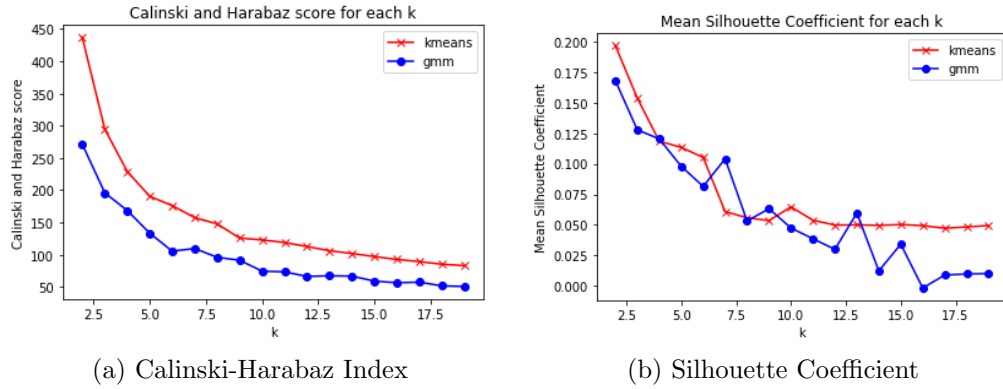 Calinski and Harabaz score for each k
450
400
350
300
250
200
150
100
50
Calinski and Harabaz score
kmeans
gmm
2.5 5.0 7.5 10.0 12.5 15.0 17.5
k
(a) Calinski-Harabaz Index
Mean Silhouette Coefficient for each k
0.200
0.175
0.150
0.125
0.100
0.075
0.050
0.025
0.000
Mean Silhouette Coefficient
kmeans
gmm
2.5 5.0 7.5 10.0 12.5 15.0 17.5
k
(b) Silhouette Coefficient